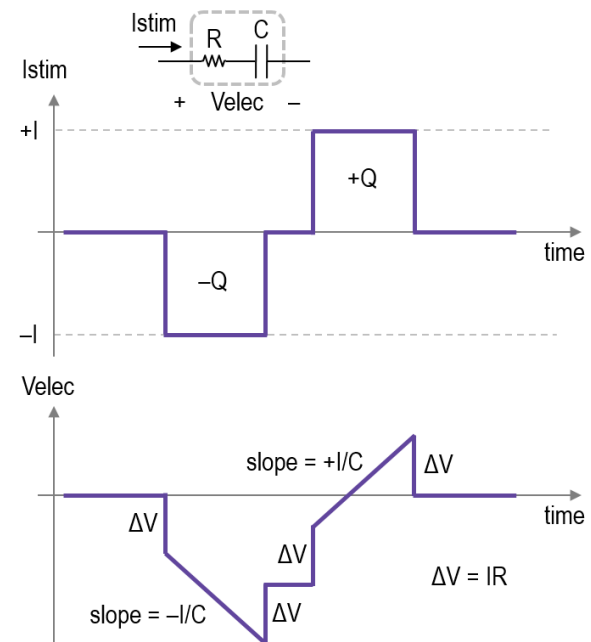 Istim
R C
+ Velec –
Istim
+I
+Q
time
–Q
–I
Velec
slope = +I/C ΔV
time
ΔV
ΔV
ΔV = IR
slope = –I/C ΔV